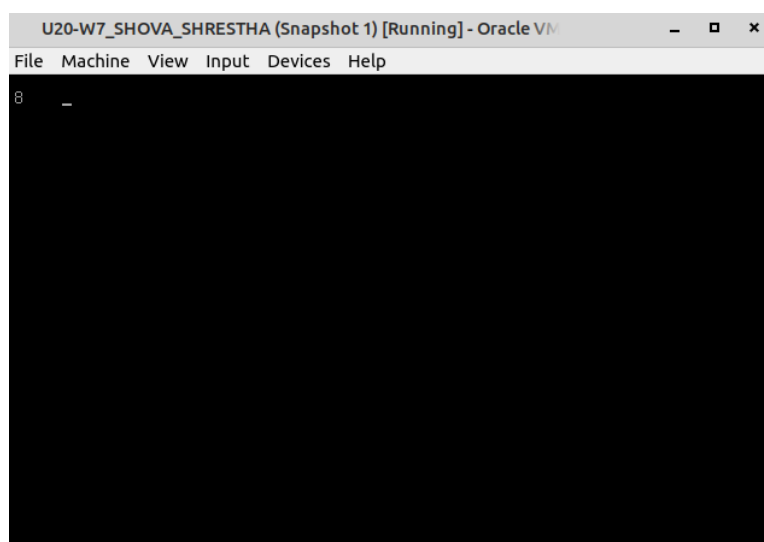 U20-W7_SHOVA_SHRESTHA (Snapshot 1) [Running] - Oracle VM
File Machine View Input Devices Help
8 _